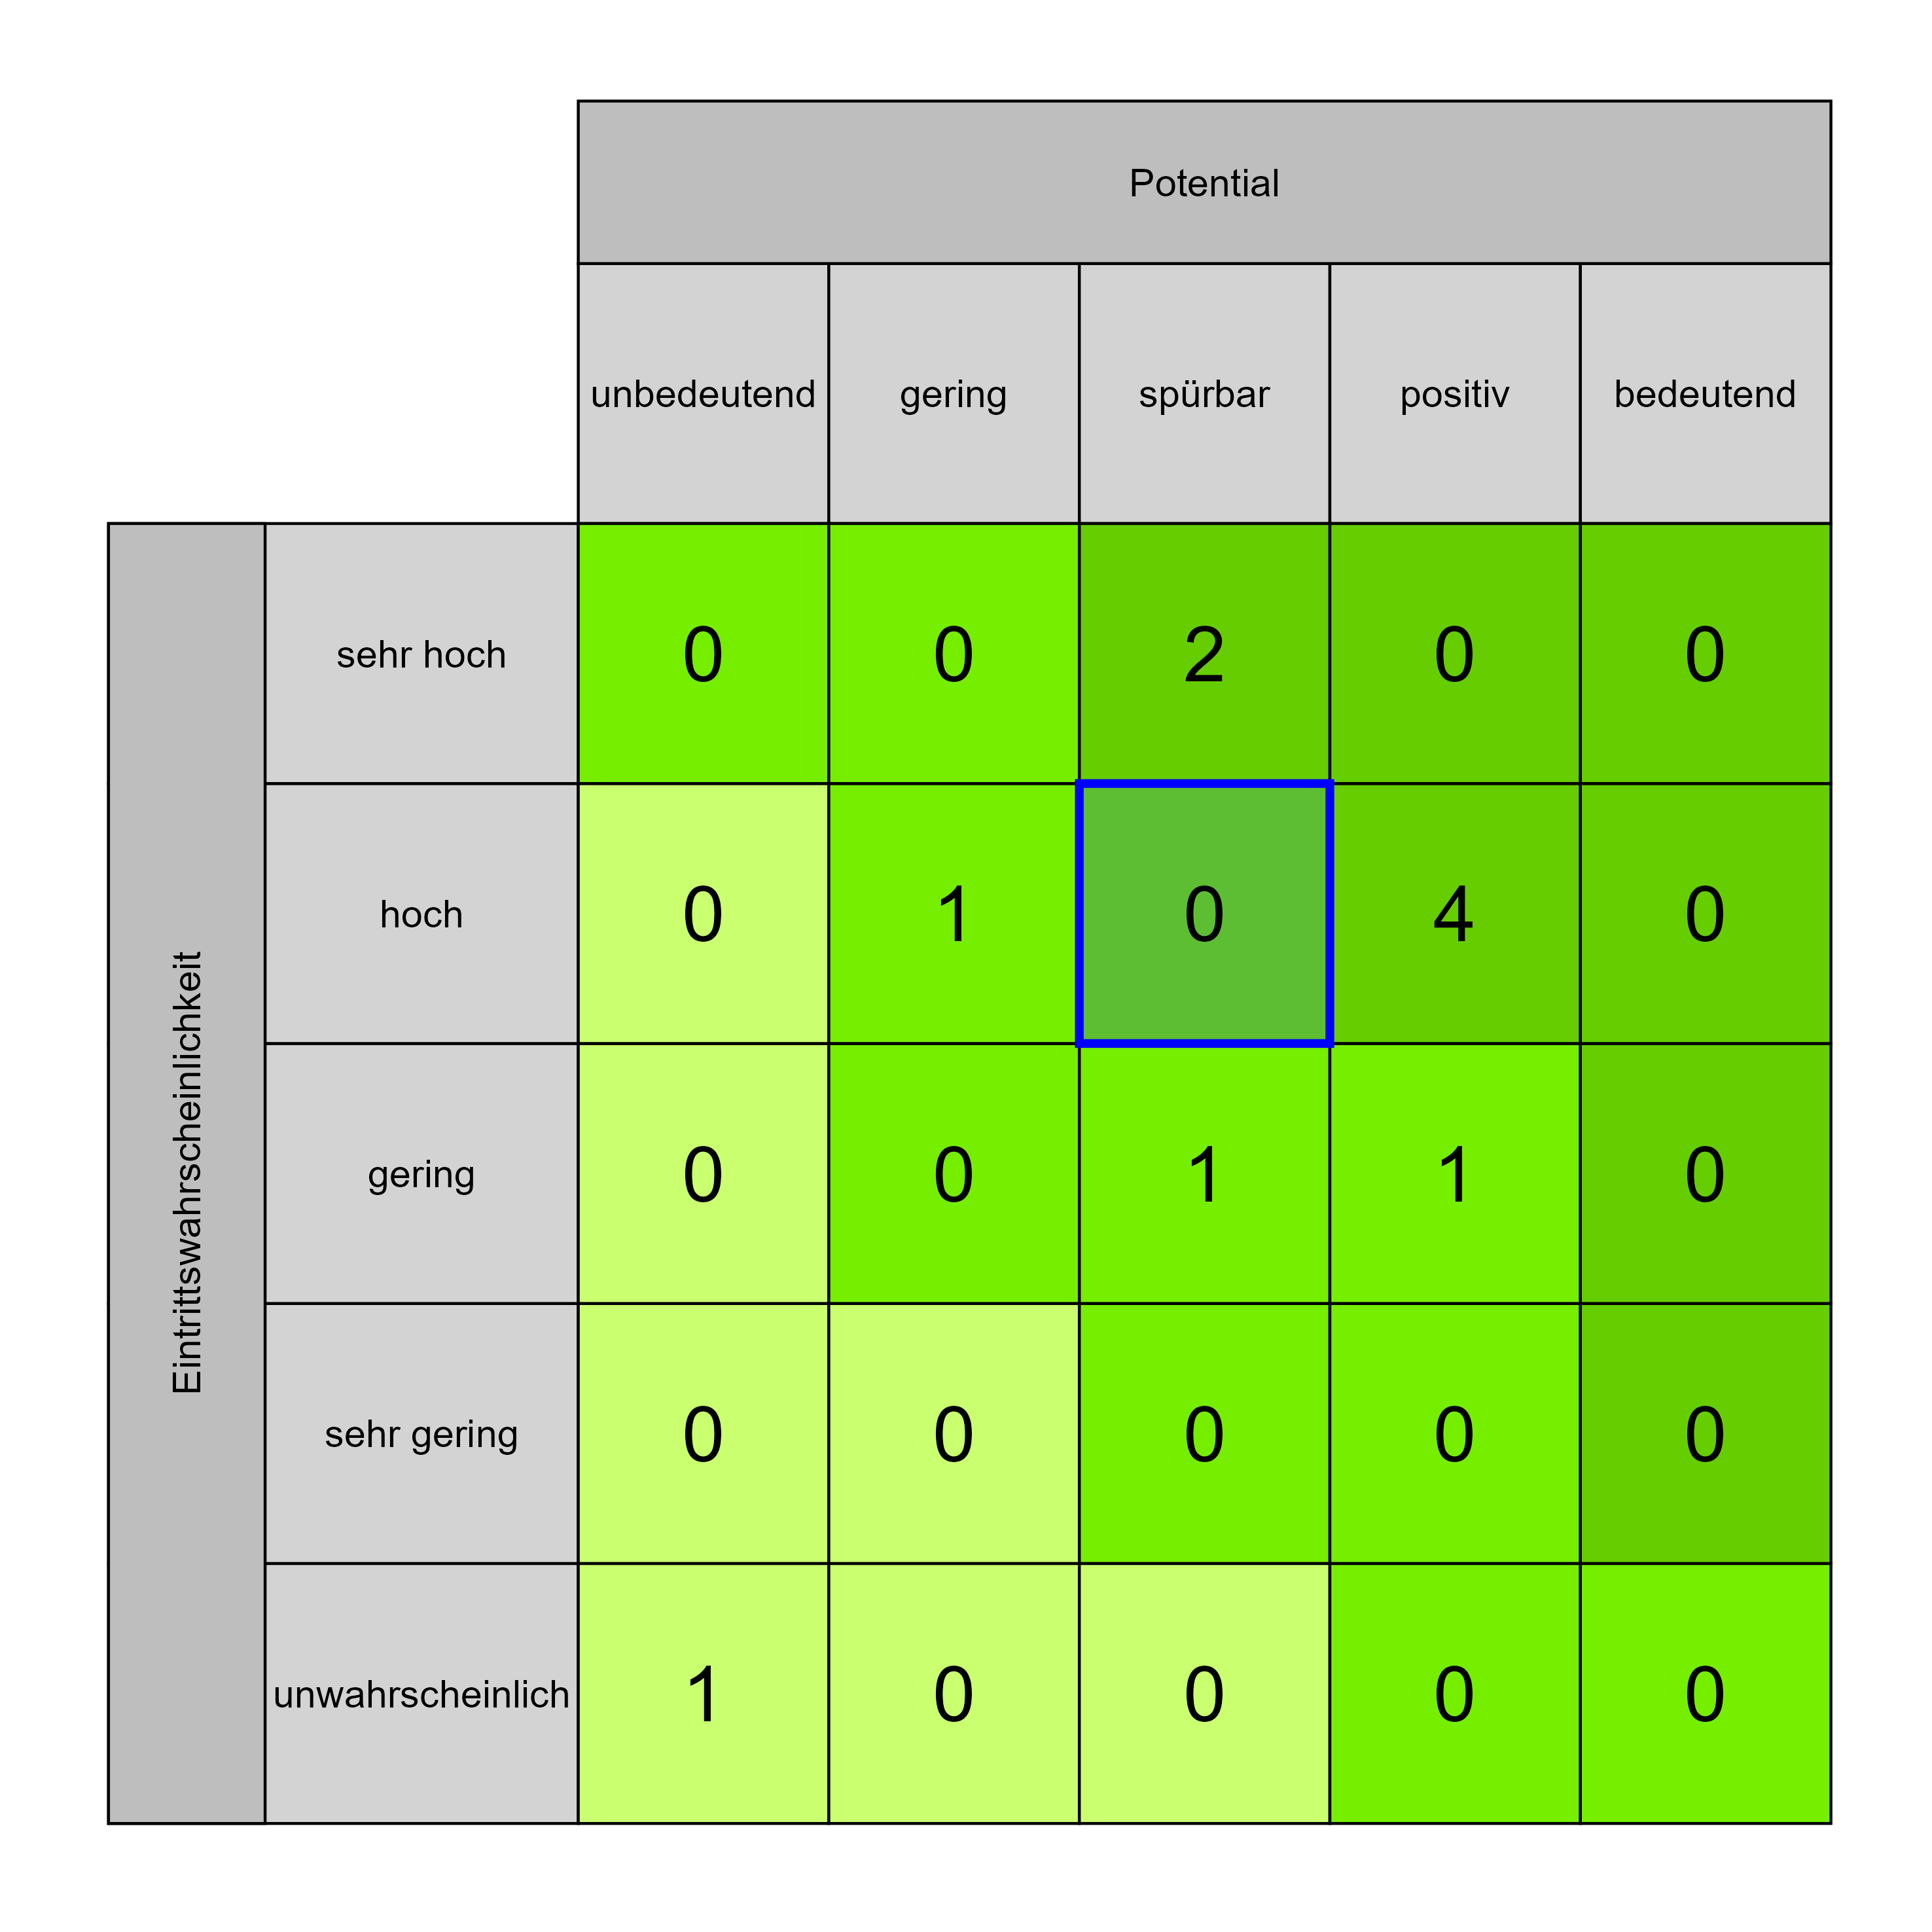 Potential
unbedeutend gering spürbar positiv bedeutend
Eintrittswahrscheinlichkeit
sehr hoch 0 0 2 0 0
hoch 0 1 0 4 0
gering 0 0 1 1 0
sehr gering 0 0 0 0 0
unwahrscheinlich 1 0 0 0 0